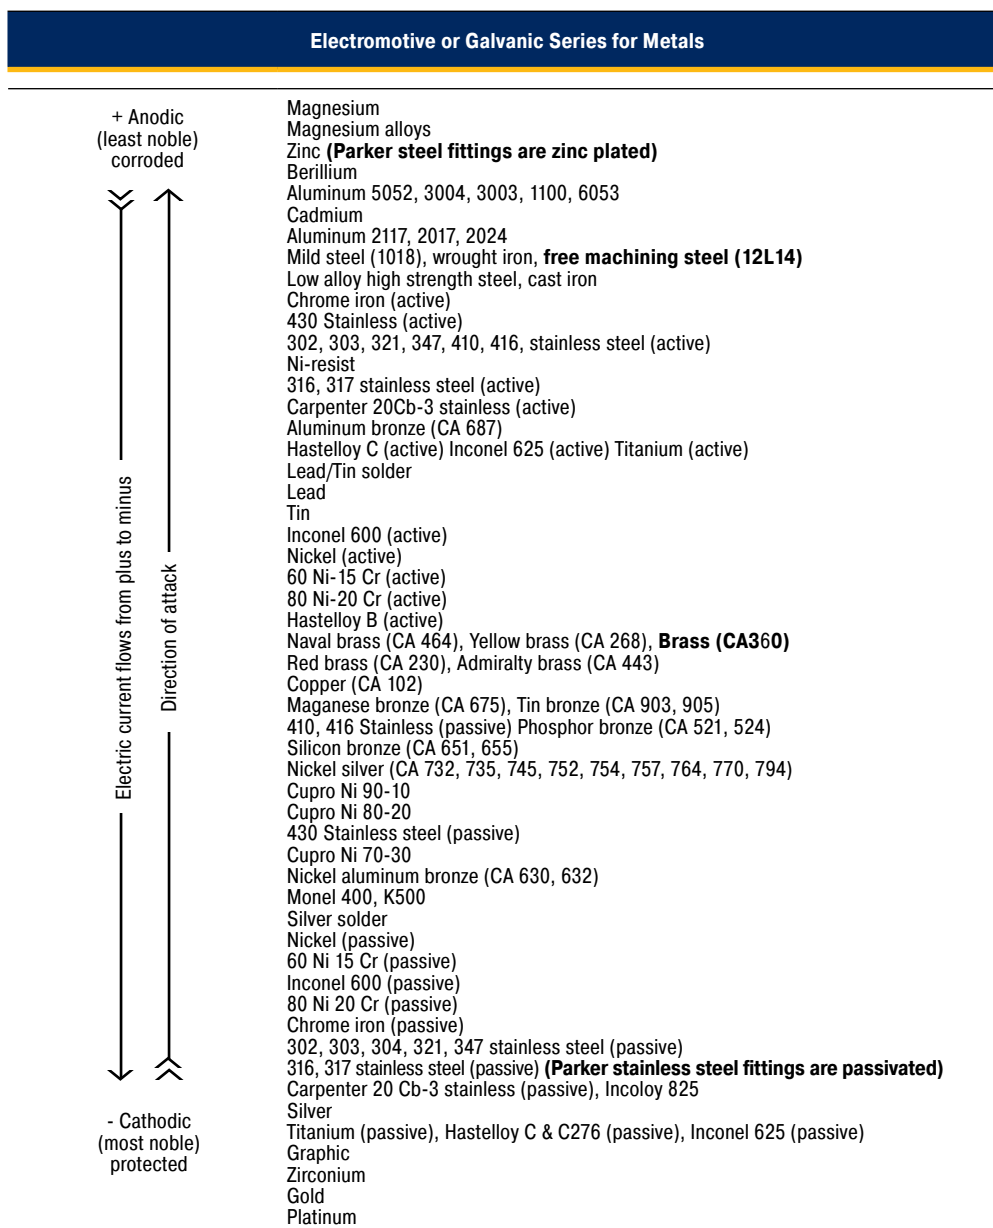 Electromotive or Galvanic Series for Metals
+ Anodic
(least noble)
corroded
Electric current flows from plus to minus
Direction of attack
- Cathodic
(most noble)
protected
Magnesium
Magnesium alloys
Zinc (Parker steel fittings are zinc plated)
Berillium
Aluminum 5052, 3004, 3003, 1100, 6053
Cadmium
Aluminum 2117, 2017, 2024
Mild steel (1018), wrought iron, free machining steel (12L14)
Low alloy high strength steel, cast iron
Chrome iron (active)
430 Stainless (active)
302, 303, 321, 347, 410, 416, stainless steel (active)
Ni-resist
316, 317 stainless steel (active)
Carpenter 20Cb-3 stainless (active)
Aluminum bronze (CA 687)
Hastelloy C (active) Inconel 625 (active) Titanium (active)
Lead/Tin solder
Lead
Tin
Inconel 600 (active)
Nickel (active)
60 Ni-15 Cr (active)
80 Ni-20 Cr (active)
Hastelloy B (active)
Naval brass (CA 464), Yellow brass (CA 268), Brass (CA360)
Red brass (CA 230), Admiralty brass (CA 443)
Copper (CA 102)
Maganese bronze (CA 675), Tin bronze (CA 903, 905)
410, 416 Stainless (passive) Phosphor bronze (CA 521, 524)
Silicon bronze (CA 651, 655)
Nickel silver (CA 732, 735, 745, 752, 754, 757, 764, 770, 794)
Cupro Ni 90-10
Cupro Ni 80-20
430 Stainless steel (passive)
Cupro Ni 70-30
Nickel aluminum bronze (CA 630, 632)
Monel 400, K500
Silver solder
Nickel (passive)
60 Ni 15 Cr (passive)
Inconel 600 (passive)
80 Ni 20 Cr (passive)
Chrome iron (passive)
302, 303, 304, 321, 347 stainless steel (passive)
316, 317 stainless steel (passive) (Parker stainless steel fittings are passivated)
Carpenter 20 Cb-3 stainless (passive), Incoloy 825
Silver
Titanium (passive), Hastelloy C & C276 (passive), Inconel 625 (passive)
Graphic
Zirconium
Gold
Platinum